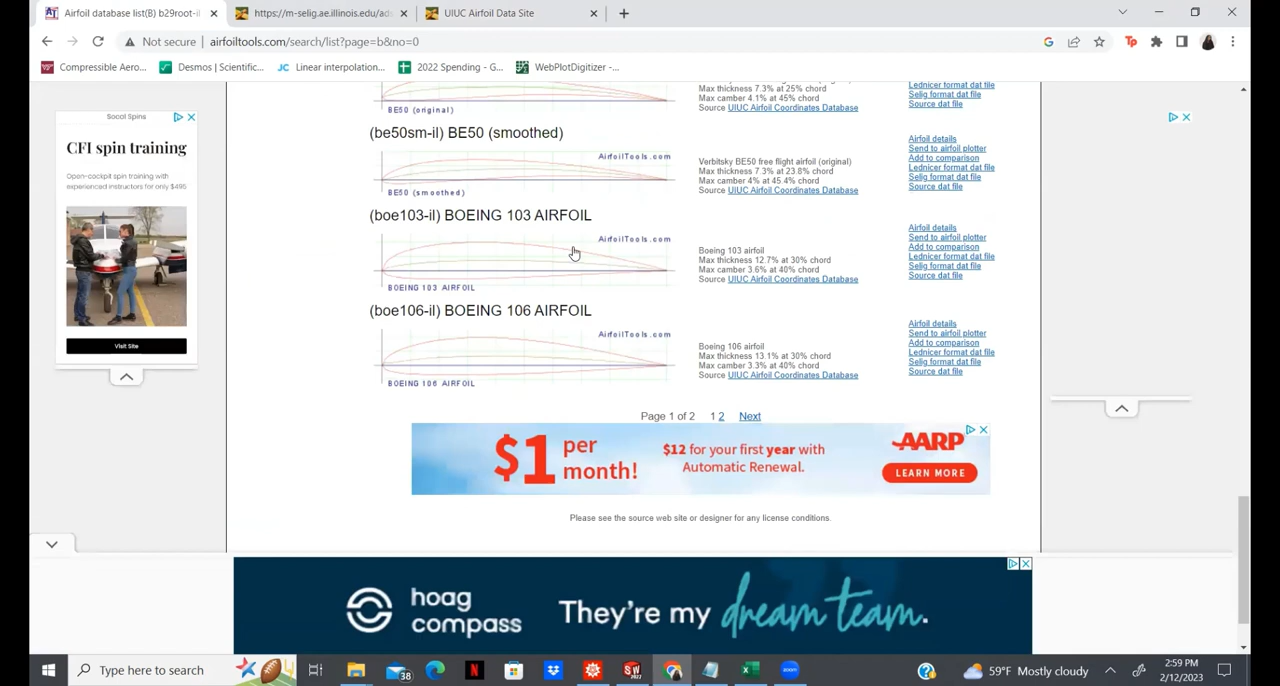 Airfoil database list(B) b29root-il
https://m-selig.ae.illinois.edu/ads
UIUC Airfoil Data Site
Not secure
airfoiltools.com/search/list?page=b&no=0
Compressible Aero...
Desmos | Scientific...
JC Linear interpolation...
2022 Spending - G...
WebPlotDigitizer -...
BE50 (original)
Max thickness 7.3% at 25% chord
Max camber 4.1% at 45% chord
Source UIUC Airfoil Coordinates Database
Lednicer format dat file
Selig format dat file
Source dat file
(be50sm-il) BE50 (smoothed)
AirfoilTools.com
BE50 (smoothed)
Verbitsky BE50 free flight airfoil (original)
Max thickness 7.3% at 23.8% chord
Max camber 4% at 45.4% chord
Source UIUC Airfoil Coordinates Database
Airfoil details
Send to airfoil plotter
Add to comparison
Lednicer format dat file
Selig format dat file
Source dat file
(boe103-il) BOEING 103 AIRFOIL
AirfoilTools.com
BOEING 103 AIRFOIL
Boeing 103 airfoil
Max thickness 12.7% at 30% chord
Max camber 3.6% at 40% chord
Source UIUC Airfoil Coordinates Database
Airfoil details
Send to airfoil plotter
Add to comparison
Lednicer format dat file
Selig format dat file
Source dat file
(boe106-il) BOEING 106 AIRFOIL
AirfoilTools.com
BOEING 106 AIRFOIL
Boeing 106 airfoil
Max thickness 13.1% at 30% chord
Max camber 3.3% at 40% chord
Source UIUC Airfoil Coordinates Database
Airfoil details
Send to airfoil plotter
Add to comparison
Lednicer format dat file
Selig format dat file
Source dat file
Page 1 of 2 1 2 Next
Socal Spins
CFI spin training
Open-cockpit spin training with
experienced instructors for only $495
Visit Site
$1 per
month!
$12 for your first year with
Automatic Renewal.
AARP
LEARN MORE
Please see the source web site or designer for any license conditions.
hoag
compass
They're my dream team.
Type here to search
38
59°F Mostly cloudy
2:59 PM
2/12/2023